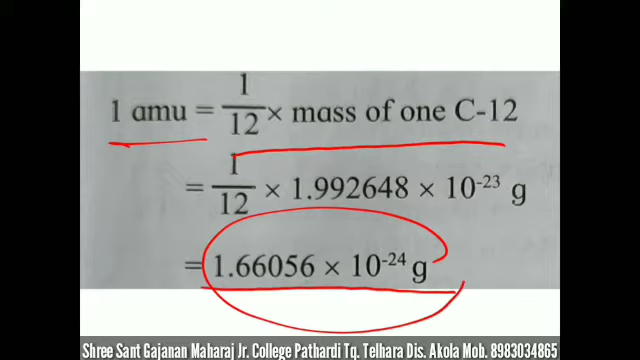 1 amu = 1/12 × mass of one C-12
= 1/12 × 1.992648 × 10⁻²³ g
= 1.66056 × 10⁻²⁴ g
Shree Sant Gajanan Maharaj Jr. College Pathardi Tq. Telhara Dis. Akola Mob. 8983034865